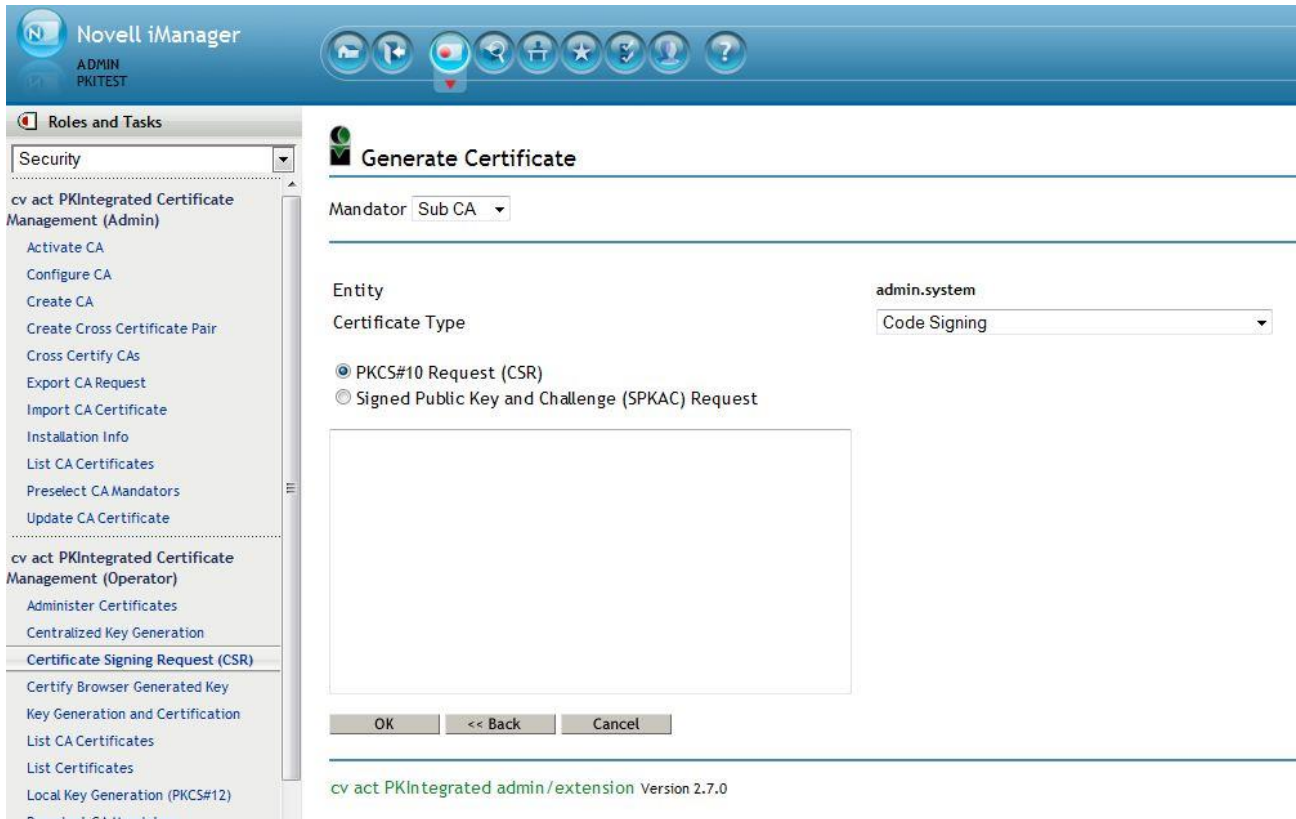 Novell iManager
ADMIN
PKITEST
Roles and Tasks
Security
cv act PKIntegrated Certificate
Management (Admin)
Activate CA
Configure CA
Create CA
Create Cross Certificate Pair
Cross Certify CAs
Export CA Request
Import CA Certificate
Installation Info
List CA Certificates
Preselect CA Mandators
Update CA Certificate
cv act PKIntegrated Certificate
Management (Operator)
Administer Certificates
Centralized Key Generation
Certificate Signing Request (CSR)
Certify Browser Generated Key
Key Generation and Certification
List CA Certificates
List Certificates
Local Key Generation (PKCS#12)
Generate Certificate
Mandator Sub CA
Entity admin.system
Certificate Type Code Signing
PKCS#10 Request (CSR)
Signed Public Key and Challenge (SPKAC) Request
OK << Back Cancel
cv act PKIntegrated admin/extension Version 2.7.0